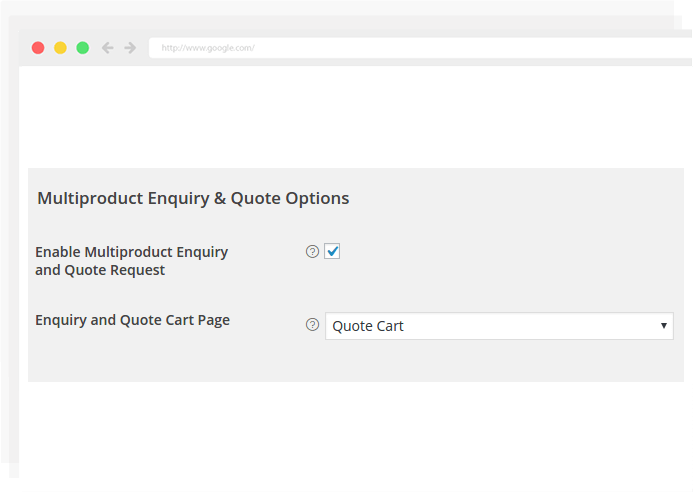 http://www.google.com/
Multiproduct Enquiry & Quote Options
Enable Multiproduct Enquiry
and Quote Request
Enquiry and Quote Cart Page
Quote Cart